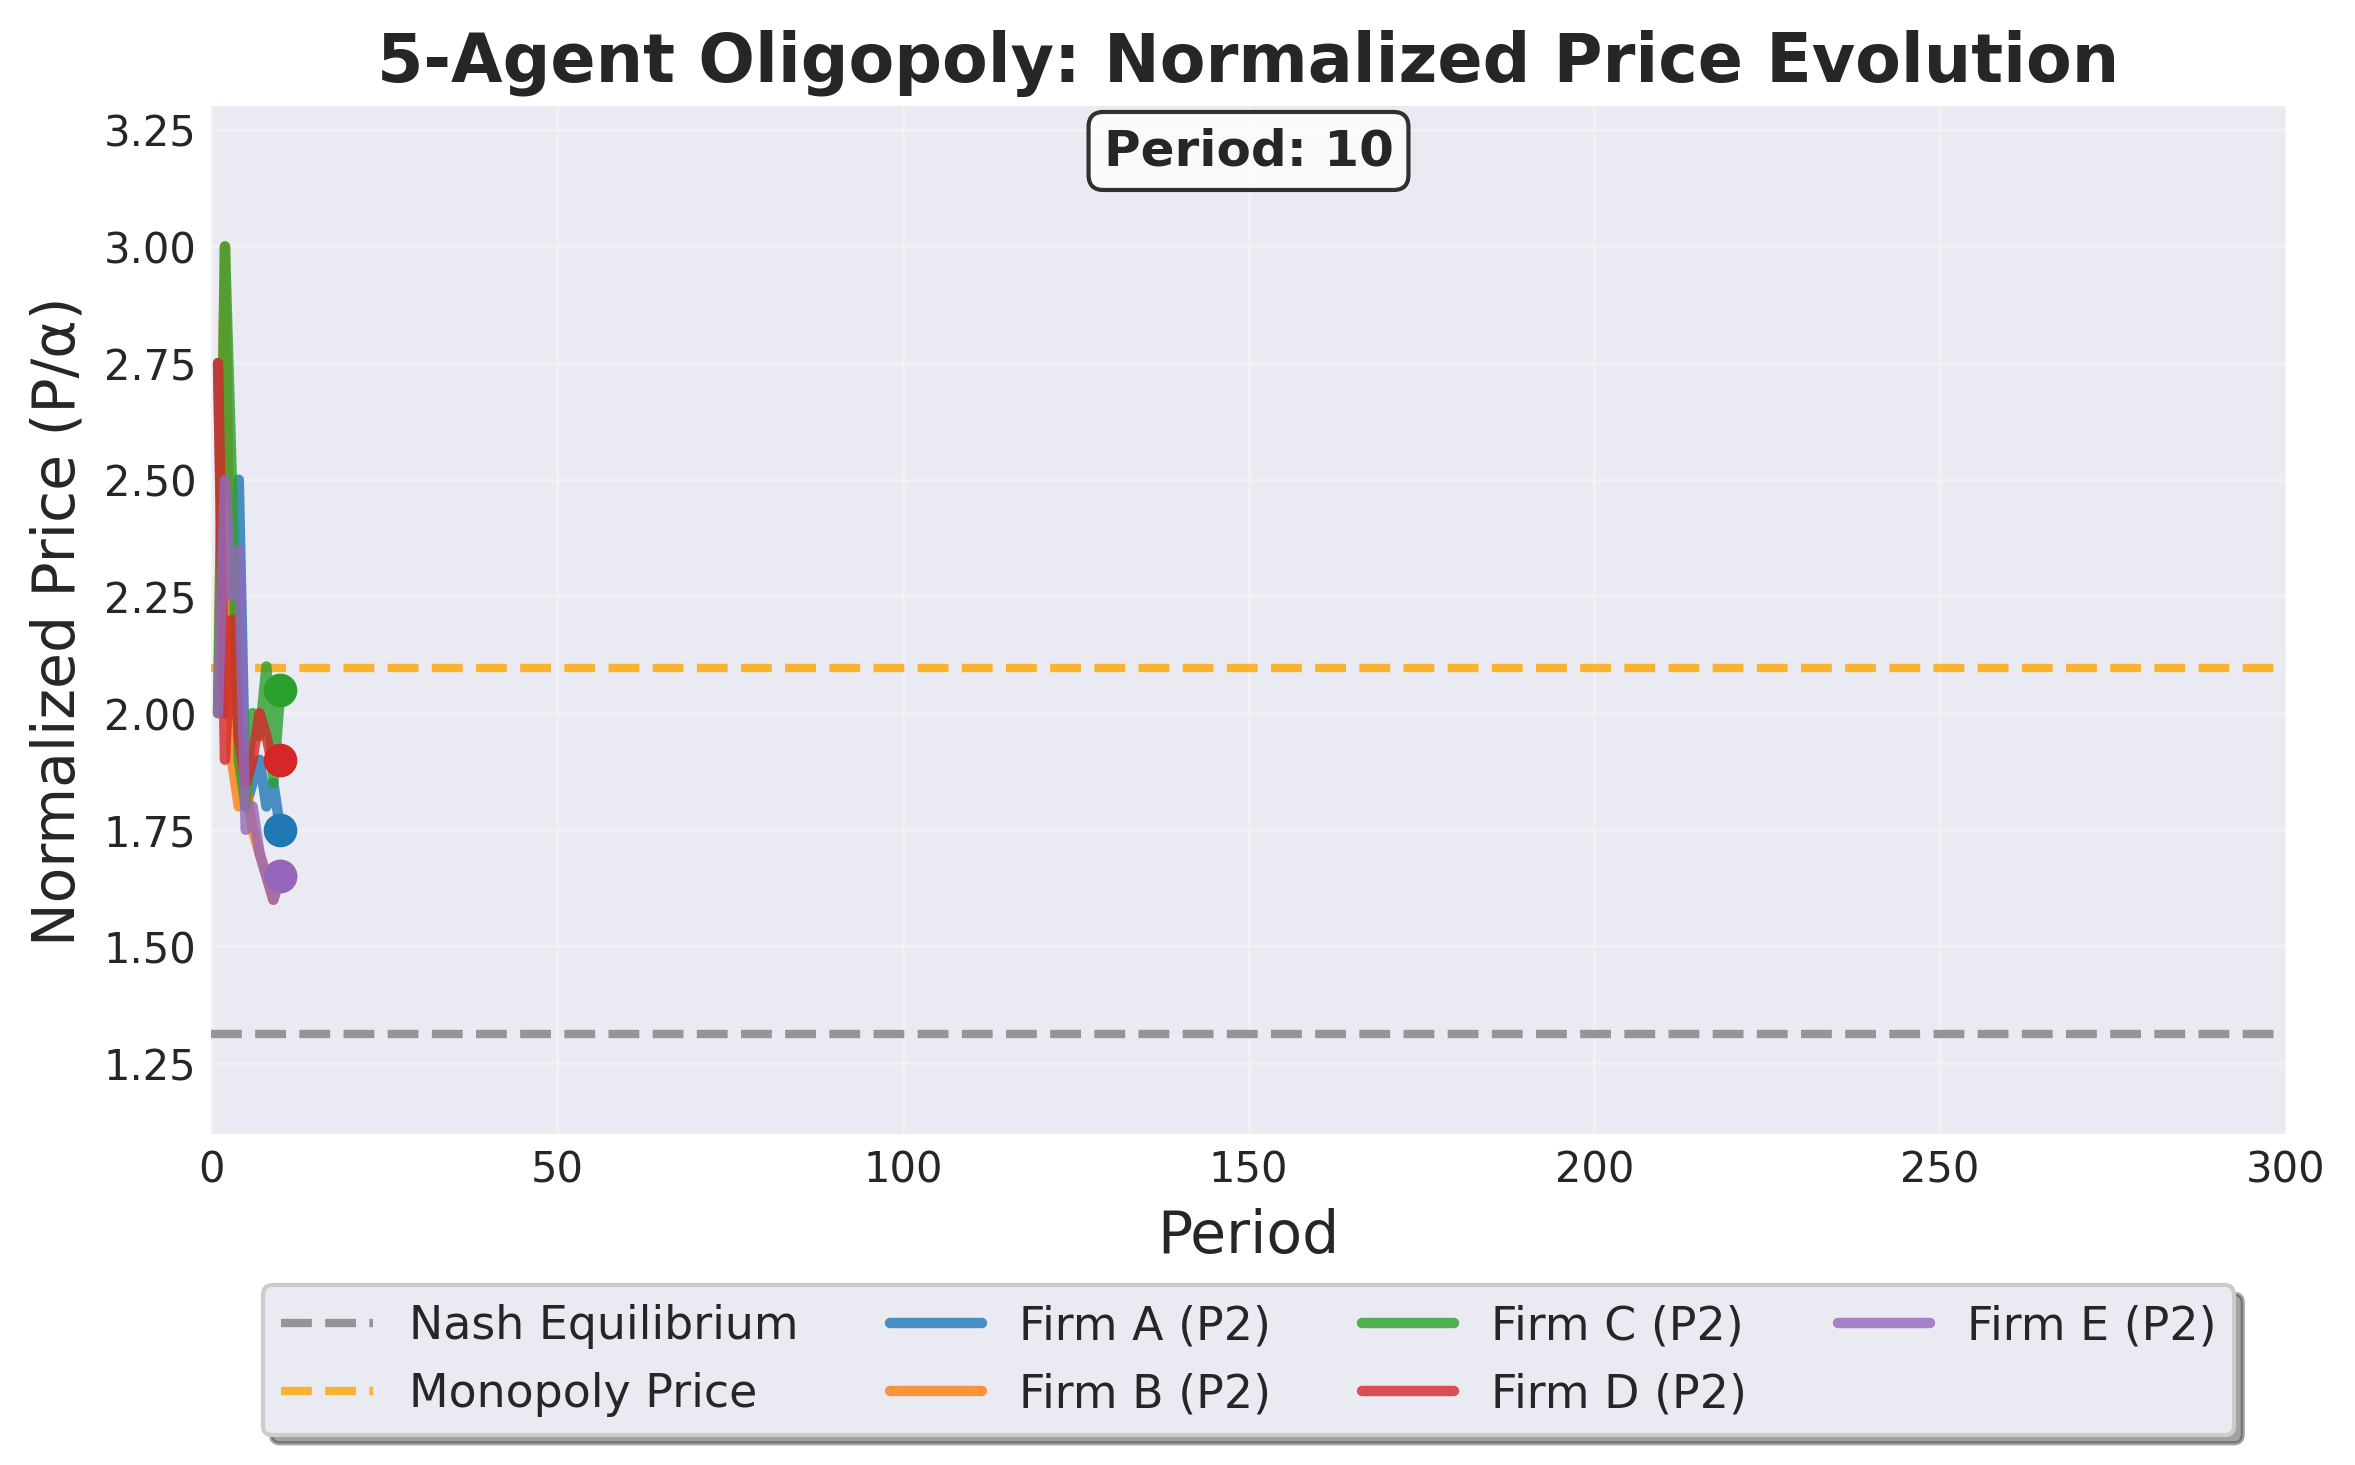 5-Agent Oligopoly: Normalized Price Evolution
Period: 10
Normalized Price (P/α)
3.25
3.00
2.75
2.50
2.25
2.00
1.75
1.50
1.25
0 50 100 150 200 250 300
Period
Nash Equilibrium
Monopoly Price
Firm A (P2)
Firm B (P2)
Firm C (P2)
Firm D (P2)
Firm E (P2)